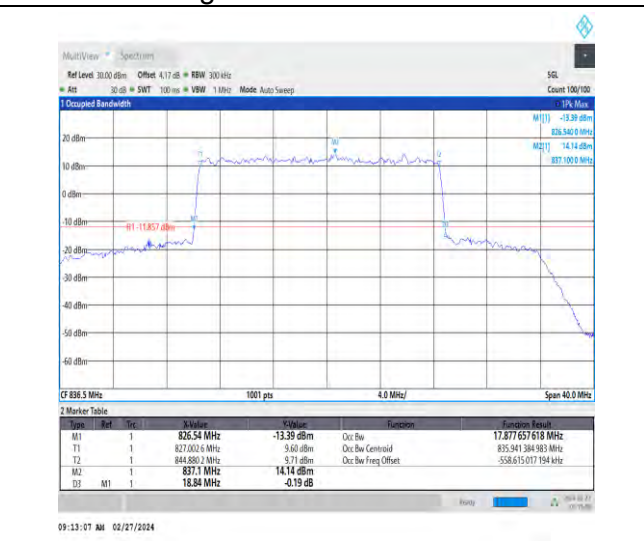 MultiView Spectrum
Ref Level 30.00 dBm Offset 4.17 dB RBW 300 kHz SGL
Att 30 dB SWT 100 ms VBW 1 MHz Mode Auto Sweep Count 100/100
1 Occupied Bandwidth 1Pk Max
M1[1] -13.39 dBm
826.540 0 MHz
M2[1] 14.14 dBm
837.100 0 MHz
20 dBm
10 dBm
0 dBm
-10 dBm
H1 -11.857 dBm
-20 dBm
-30 dBm
-40 dBm
-50 dBm
-60 dBm
M2
T1
M1
CF 836.5 MHz 1001 pts 4.0 MHz/ Span 40.0 MHz
2 Marker Table
Type Ref Trc X-Value Y-Value Function Function Result
M1 1 826.54 MHz -13.39 dBm Occ Bw 17.877 657 618 MHz
T1 1 827.002 6 MHz 9.60 dBm Occ Bw Centroid 835.941 384 983 MHz
T2 1 844.880 2 MHz 9.71 dBm Occ Bw Freq Offset -558.615 017 194 kHz
M2 1 837.1 MHz 14.14 dBm
D3 M1 1 18.84 MHz -0.19 dB
Ready
09:13:07 AM 02/27/2024